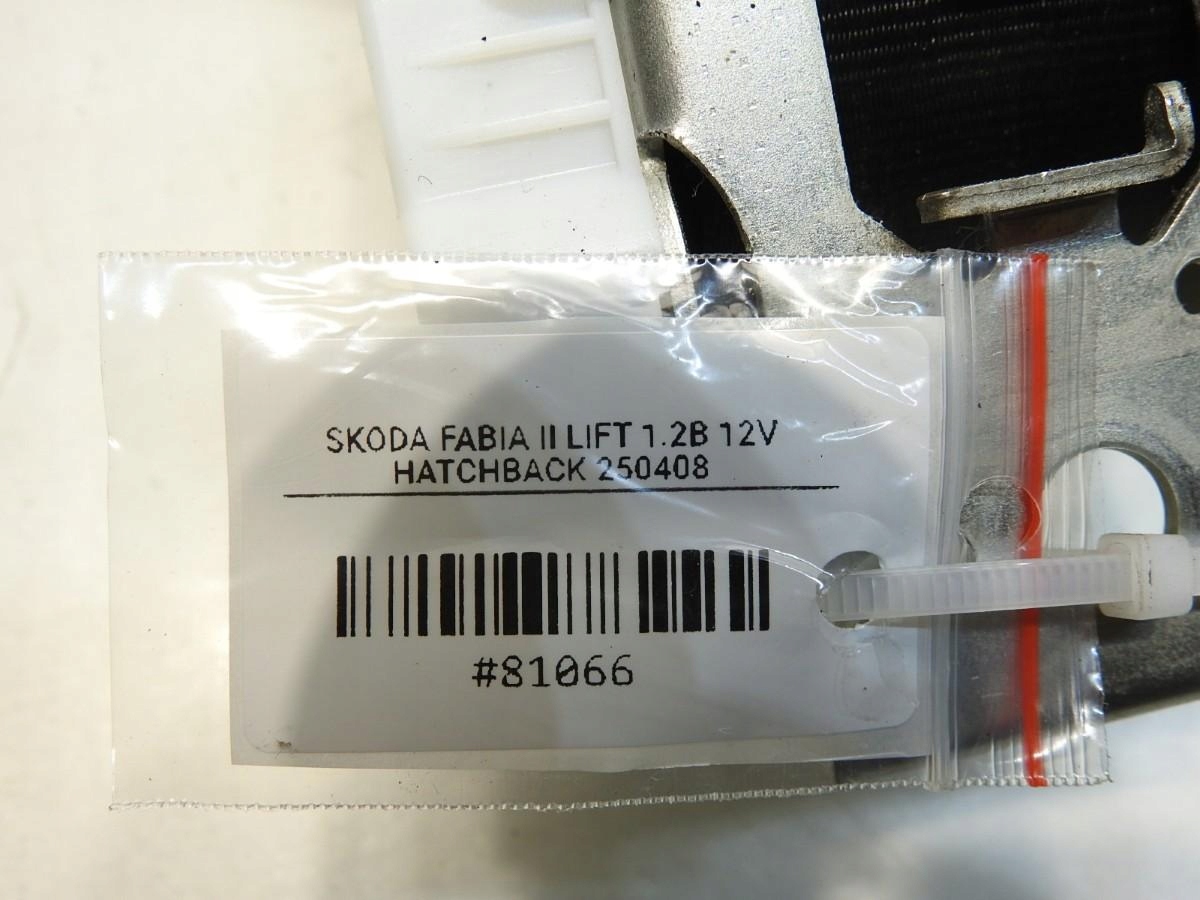 SKODA FABIA II LIFT 1.2B 12V
HATCHBACK 250408
#81066